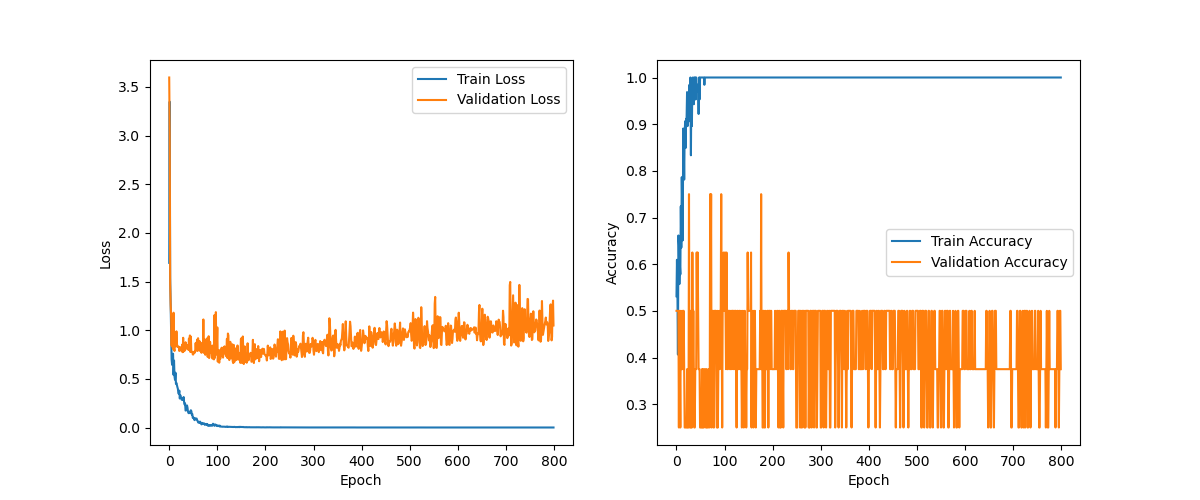 3.5
3.0
2.5
2.0
1.5
1.0
0.5
0.0
Loss
Train Loss
Validation Loss
0 100 200 300 400 500 600 700 800
Epoch
1.0
0.9
0.8
0.7
0.6
0.5
0.4
0.3
Accuracy
Train Accuracy
Validation Accuracy
0 100 200 300 400 500 600 700 800
Epoch